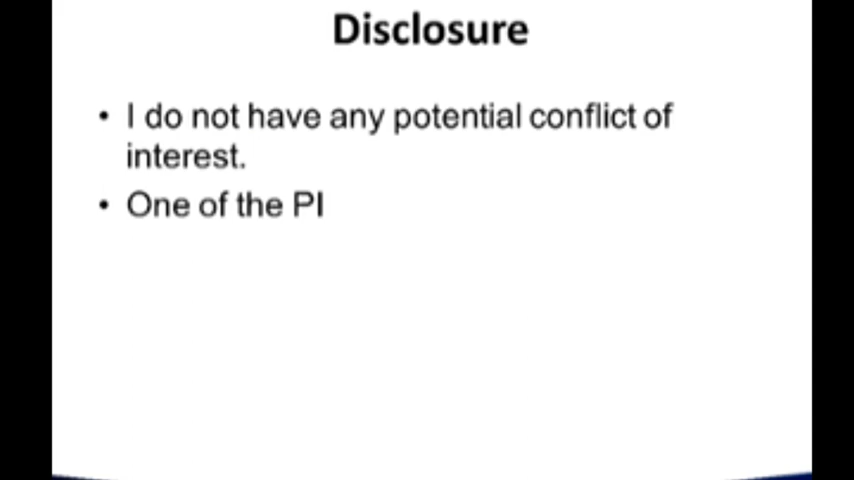 Disclosure
• I do not have any potential conflict of
interest.
• One of the PI